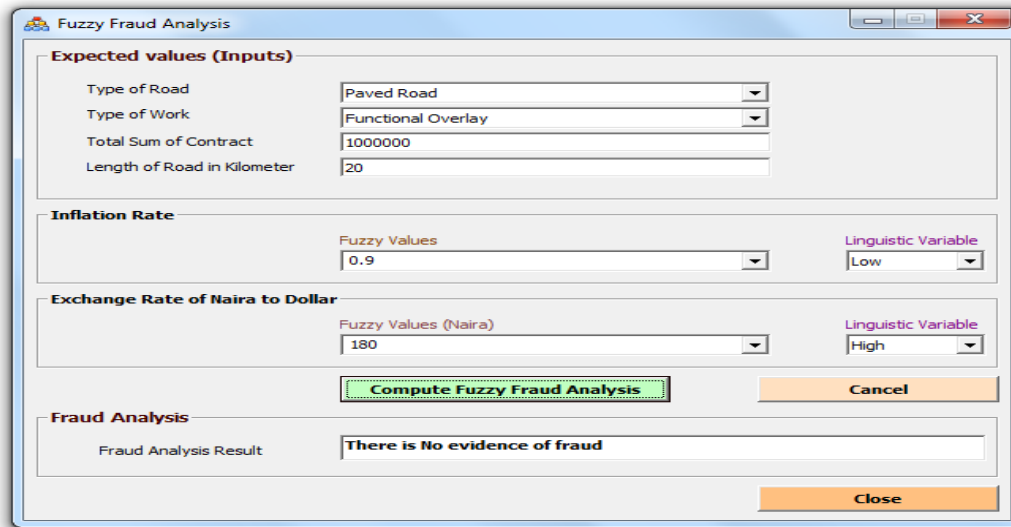 Fuzzy Fraud Analysis
Expected values (Inputs)
Type of Road Paved Road
Type of Work Functional Overlay
Total Sum of Contract 1000000
Length of Road in Kilometer 20
Inflation Rate
Fuzzy Values Linguistic Variable
0.9 Low
Exchange Rate of Naira to Dollar
Fuzzy Values (Naira) Linguistic Variable
180 High
Compute Fuzzy Fraud Analysis Cancel
Fraud Analysis
Fraud Analysis Result There is No evidence of fraud
Close